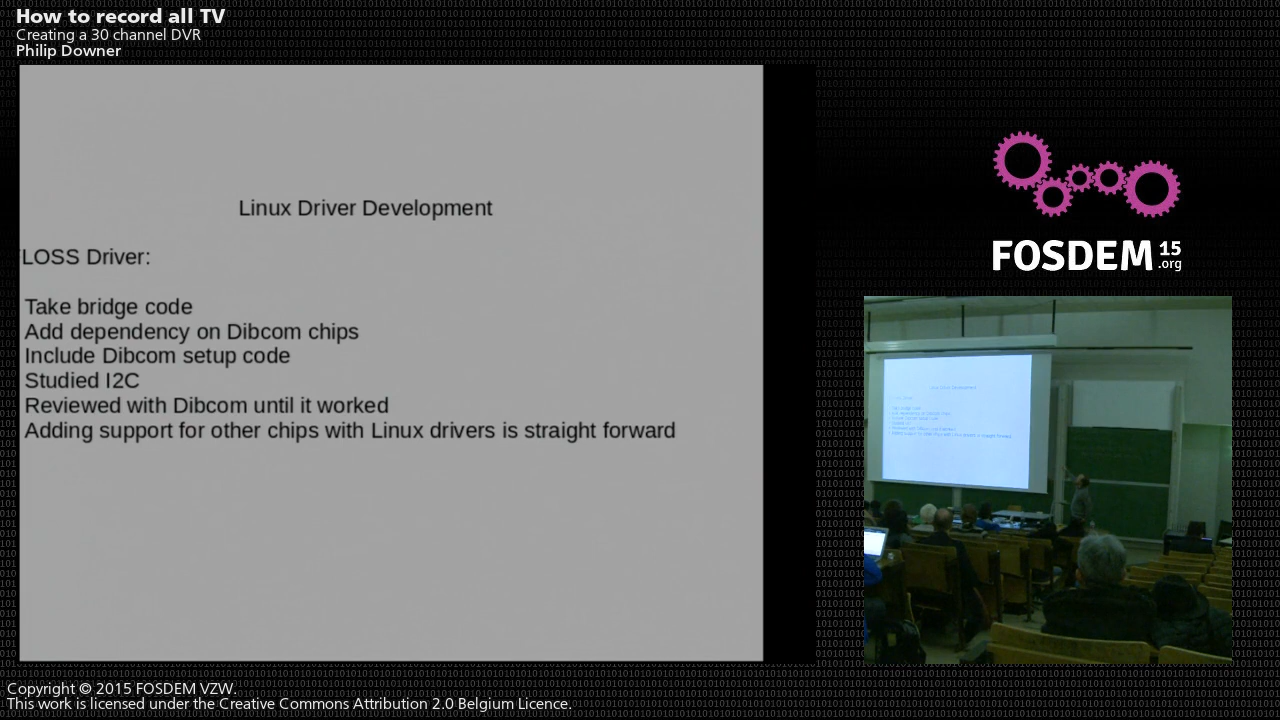 How to record all TV
Creating a 30 channel DVR
Philip Downer
Linux Driver Development
LOSS Driver:
Take bridge code
Add dependency on Dibcom chips
Include Dibcom setup code
Studied I2C
Reviewed with Dibcom until it worked
Adding support for other chips with Linux drivers is straight forward
FOSDEM 15
.org
Copyright © 2015 FOSDEM VZW.
This work is licensed under the Creative Commons Attribution 2.0 Belgium Licence.